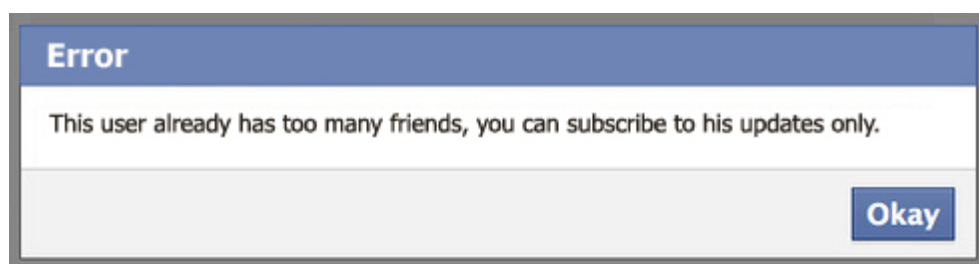 Error
This user already has too many friends, you can subscribe to his updates only.
Okay